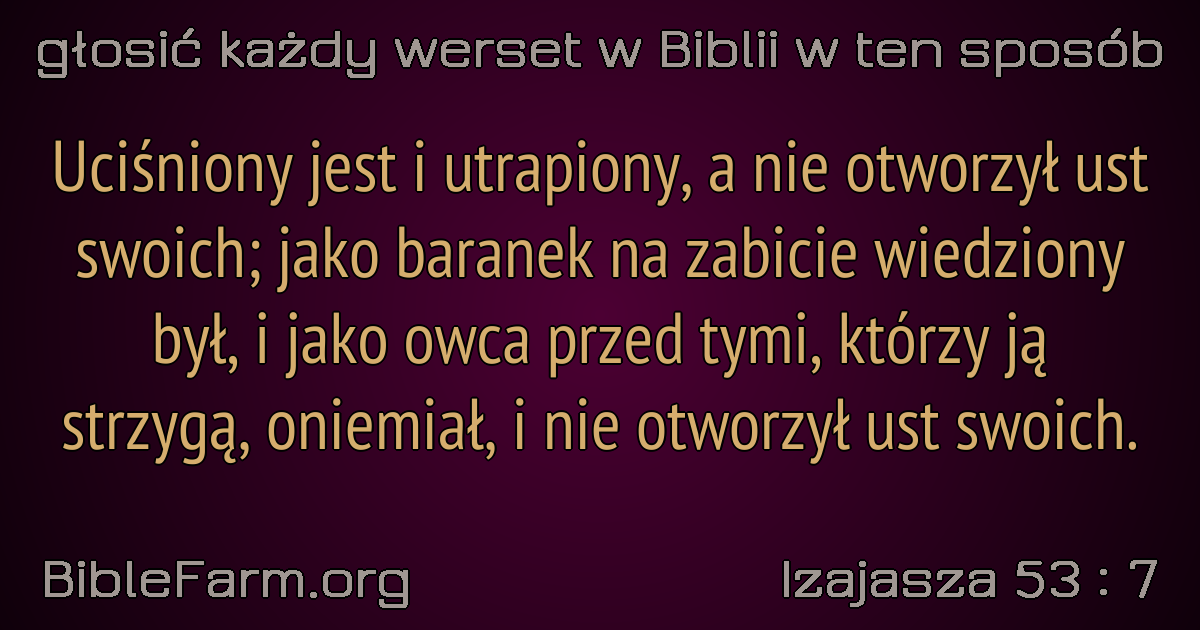 głosić każdy werset w Biblii w ten sposób
Uciśniony jest i utrapiony, a nie otworzył ust
swoich; jako baranek na zabicie wiedziony
był, i jako owca przed tymi, którzy ją
strzygą, oniemiał, i nie otworzył ust swoich.
BibleFarm.org
Izajasza 53 : 7